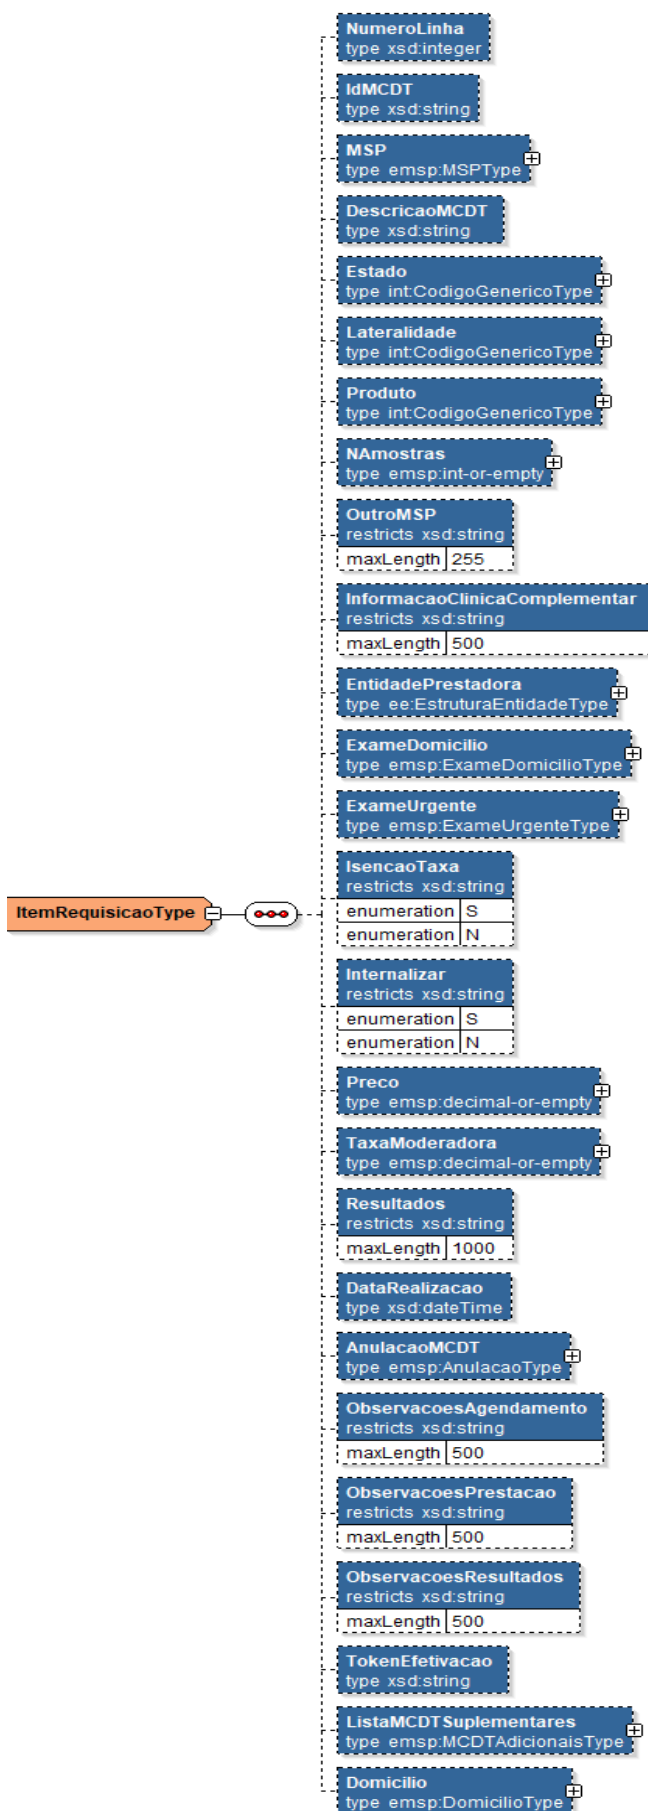 NumeroLinha
type xsd:integer
IdMCDT
type xsd:string
MSP
type emsp:MSPType
DescricaoMCDT
type xsd:string
Estado
type int:CodigoGenericoType
Lateralidade
type int:CodigoGenericoType
Produto
type int:CodigoGenericoType
NAmostras
type emsp:int-or-empty
OutroMSP
restricts xsd:string
maxLength 255
InformacaoClinicaComplementar
restricts xsd:string
maxLength 500
EntidadePrestadora
type ee:EstruturaEntidadeType
ExameDomicilio
type emsp:ExameDomicilioType
ExameUrgente
type emsp:ExameUrgenteType
IsencaoTaxa
restricts xsd:string
enumeration S
enumeration N
ItemRequisicaoType
Internalizar
restricts xsd:string
enumeration S
enumeration N
Preco
type emsp:decimal-or-empty
TaxaModeradora
type emsp:decimal-or-empty
Resultados
restricts xsd:string
maxLength 1000
DataRealizacao
type xsd:dateTime
AnulacaoMCDT
type emsp:AnulacaoType
ObservacoesAgendamento
restricts xsd:string
maxLength 500
ObservacoesPrestacao
restricts xsd:string
maxLength 500
ObservacoesResultados
restricts xsd:string
maxLength 500
TokenEfetivacao
type xsd:string
ListaMCDTSuplementares
type emsp:MCDTAdicionaisType
Domicilio
type emsp:DomicilioType